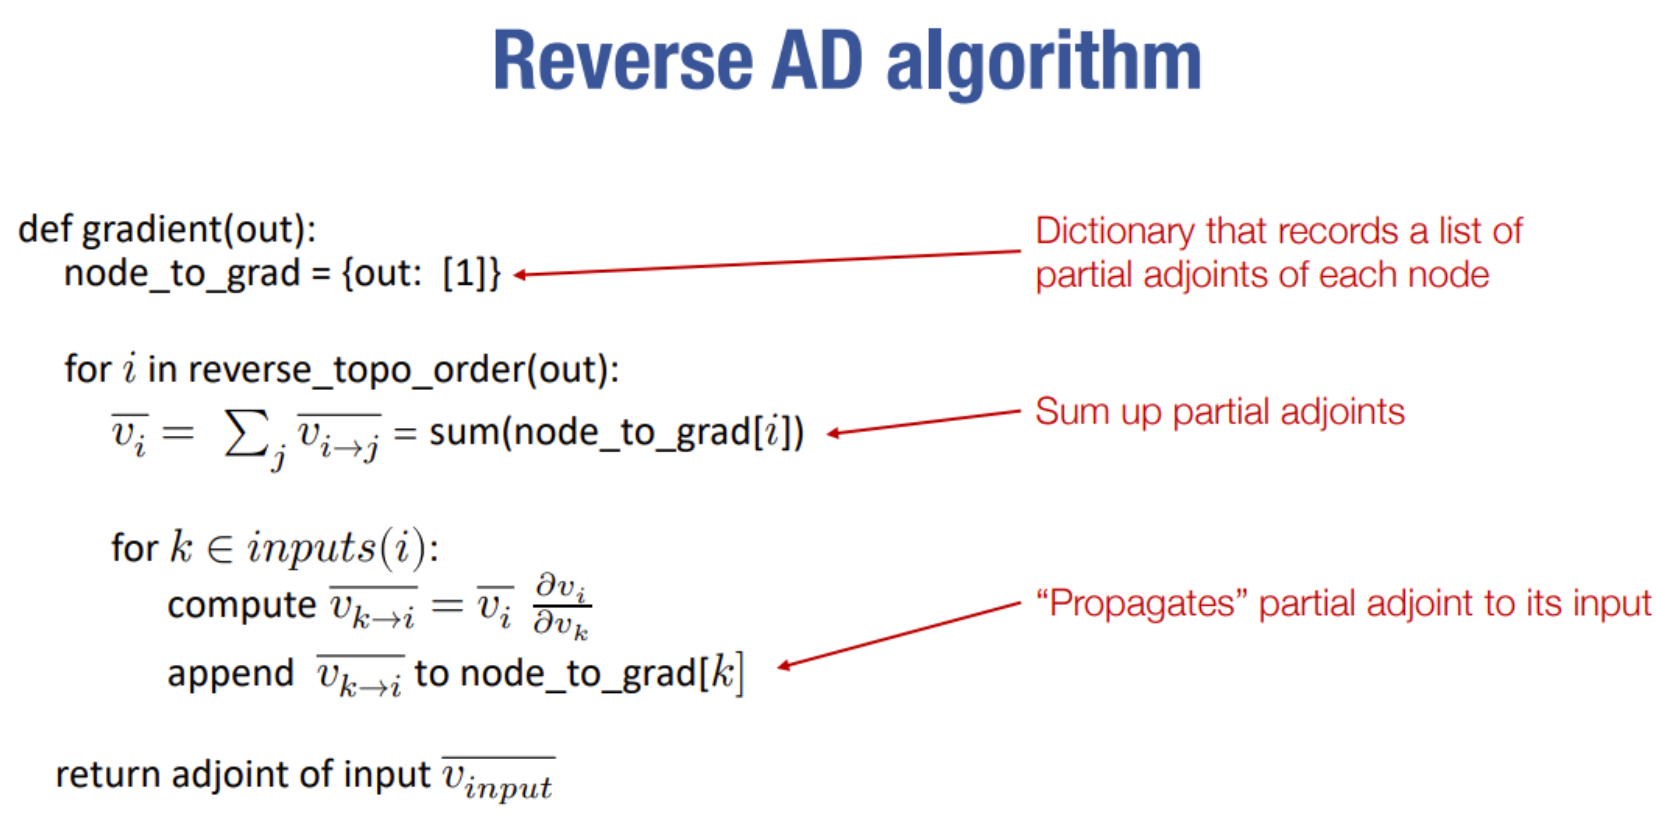 Reverse AD algorithm
def gradient(out):
node_to_grad = {out: [1]}
Dictionary that records a list of
partial adjoints of each node
for i in reverse_topo_order(out):
$\overline{v_i} = \sum_j \overline{v_{i \to j}}$ = sum(node_to_grad[i])
Sum up partial adjoints
for $k \in inputs(i)$:
compute $\overline{v_{k \to i}} = \overline{v_i} \frac{\partial v_i}{\partial v_k}$
“Propagates” partial adjoint to its input
append $\overline{v_{k \to i}}$ to node_to_grad[k]
return adjoint of input $\overline{v_{input}}$